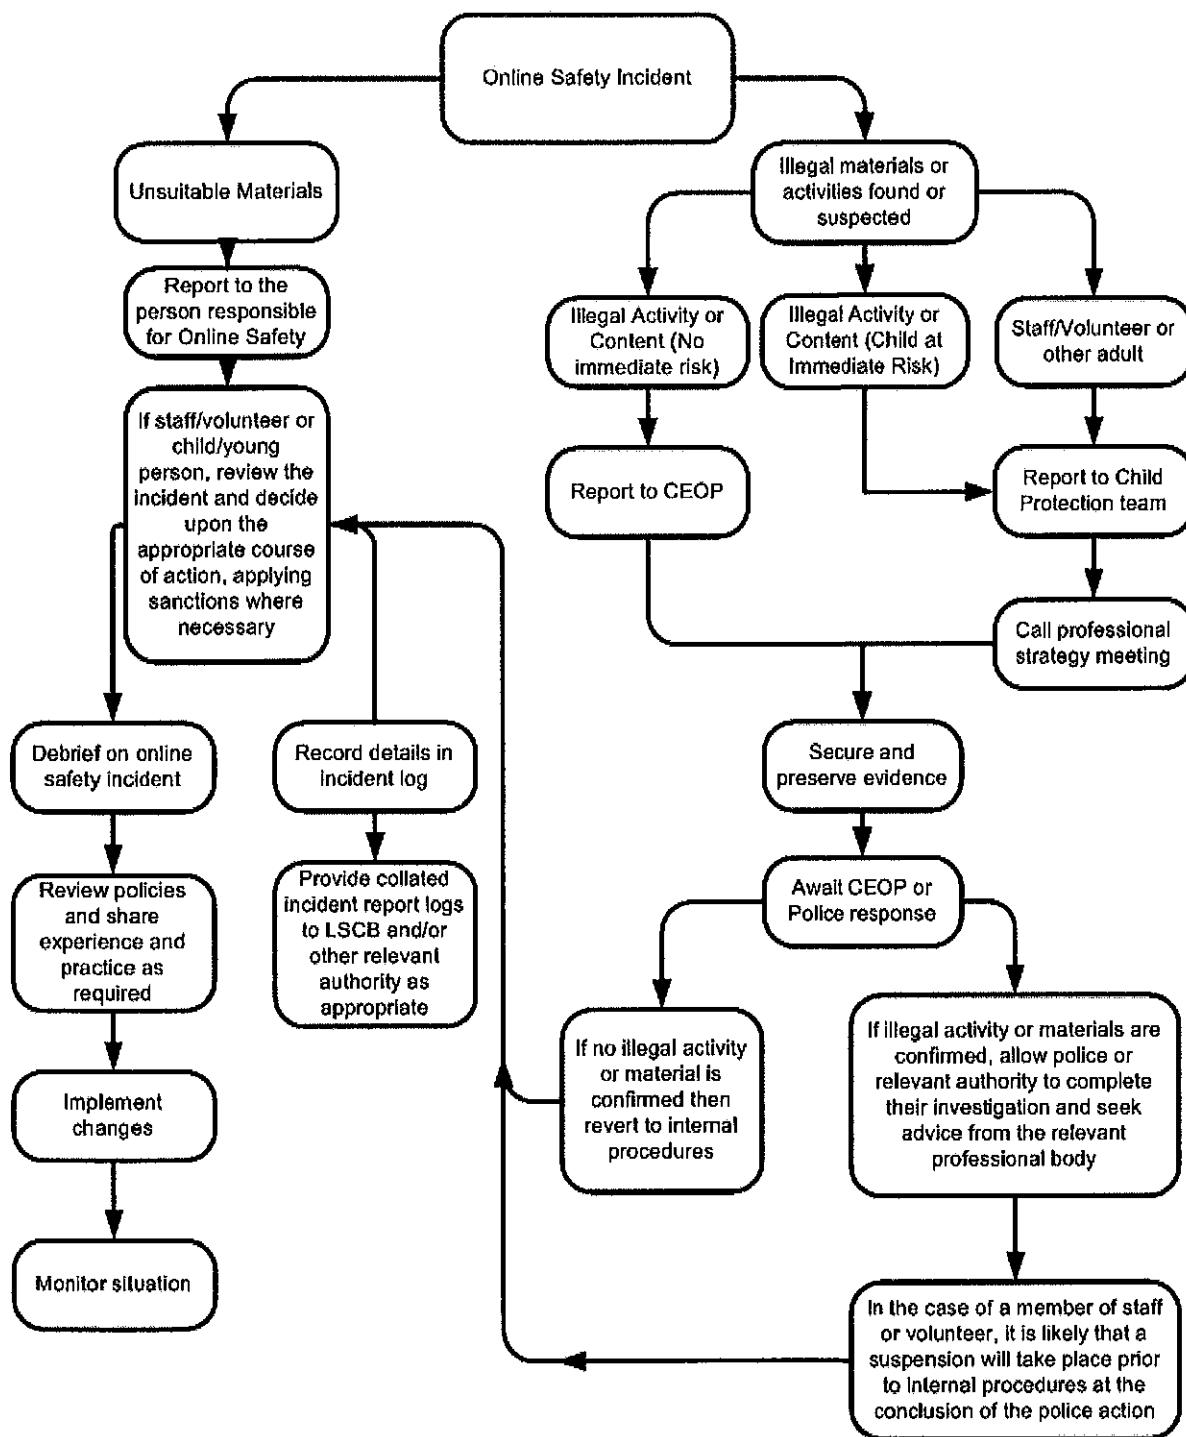 Online Safety Incident
Unsuitable Materials
Illegal materials or
activities found or
suspected
Report to the
person responsible
for Online Safety
Illegal Activity or
Content (No
immediate risk)
Illegal Activity or
Content (Child at
Immediate Risk)
Staff/Volunteer or
other adult
If staff/volunteer or
child/young
person, review the
incident and decide
upon the
appropriate course
of action, applying
sanctions where
necessary
Report to CEOP
Report to Child
Protection team
Call professional
strategy meeting
Debrief on online
safety incident
Record details in
incident log
Secure and
preserve evidence
Review policies
and share
experience and
practice as
required
Provide collated
incident report logs
to LSCB and/or
other relevant
authority as
appropriate
Await CEOP or
Police response
If no illegal activity
or material is
confirmed then
revert to internal
procedures
If illegal activity or materials are
confirmed, allow police or
relevant authority to complete
their investigation and seek
advice from the relevant
professional body
Implement
changes
Monitor situation
In the case of a member of staff
or volunteer, it is likely that a
suspension will take place prior
to internal procedures at the
conclusion of the police action